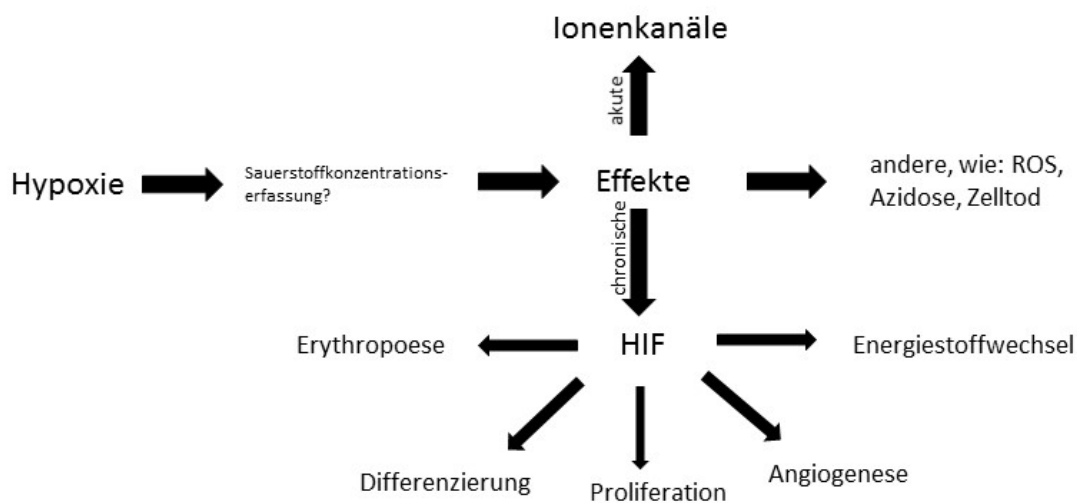 Ionenkanäle
akute
Hypoxie
Sauerstoffkonzentrations-
erfassung?
Effekte
andere, wie: ROS,
Azidose, Zelltod
chronische
Erythropoese
HIF
Energiestoffwechsel
Differenzierung
Proliferation
Angiogenese